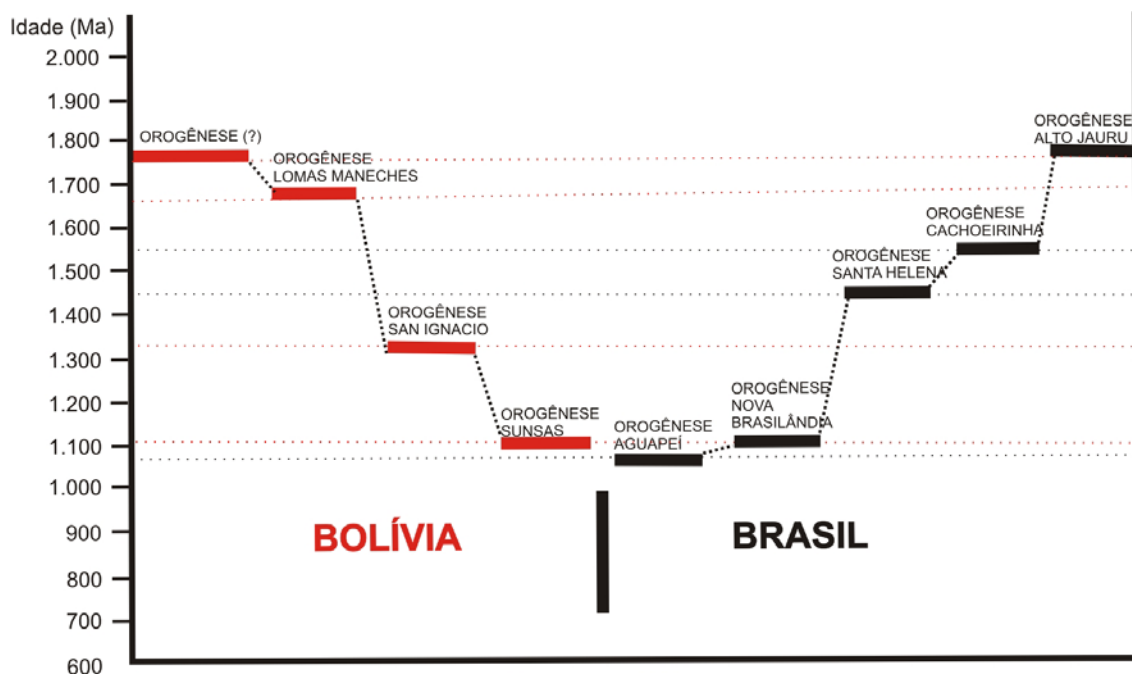 Idade (Ma)
2.000
1.900
1.800
1.700
1.600
1.500
1.400
1.300
1.200
1.100
1.000
900
800
700
600
OROGÊNESE (?)
OROGÊNESE
LOMAS MANECHES
OROGÊNESE
SAN IGNACIO
OROGÊNESE
SUNSAS
OROGÊNESE
AGUAPEÍ
OROGÊNESE
NOVA
BRASILÂNDIA
OROGÊNESE
SANTA HELENA
OROGÊNESE
CACHOEIRINHA
OROGÊNESE
ALTO JAURU
BOLÍVIA
BRASIL